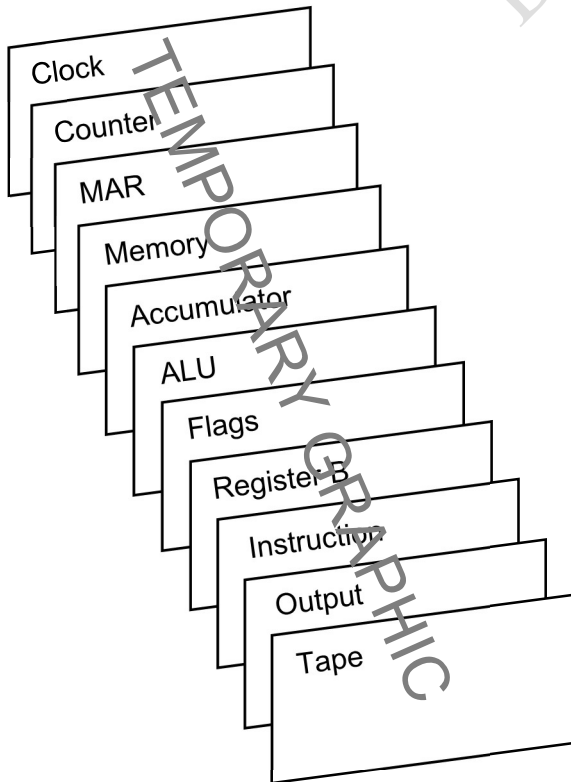 Clock
Counter
MAR
Memory
Accumulator
ALU
Flags
Register B
Instruction
Output
Tape
TEMPORARY GRAPHIC